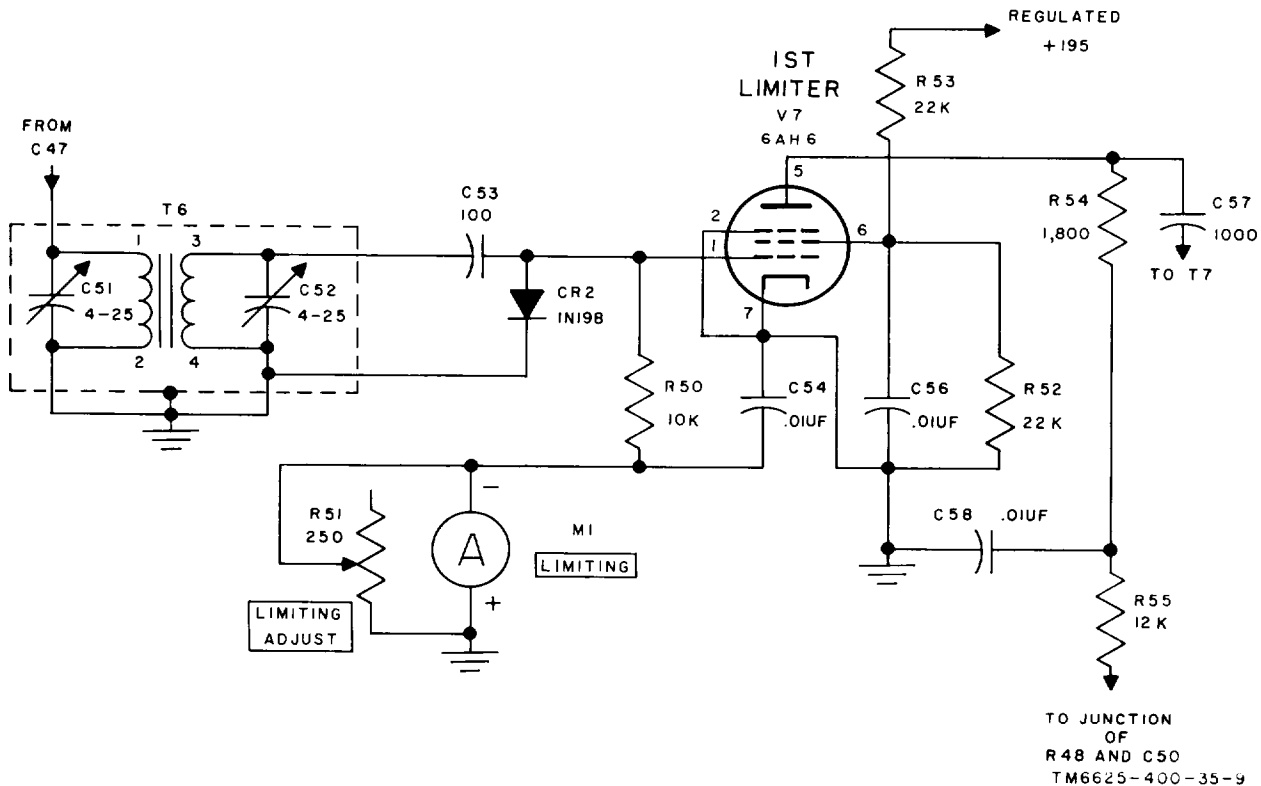 REGULATED
+195
1ST
LIMITER
V7
6AH6
R53
22K
FROM
C47
T6
1
3
C51
4-25
C52
4-25
2
4
C53
100
CR2
1N198
5
2
1
6
7
R54
1,800
C57
1000
TO T7
R50
10K
C54
.01UF
C56
.01UF
R52
22K
R51
250
LIMITING
ADJUST
−
A
+
M1
LIMITING
C58
.01UF
R55
12K
TO JUNCTION
OF
R48 AND C50
TM6625-400-35-9